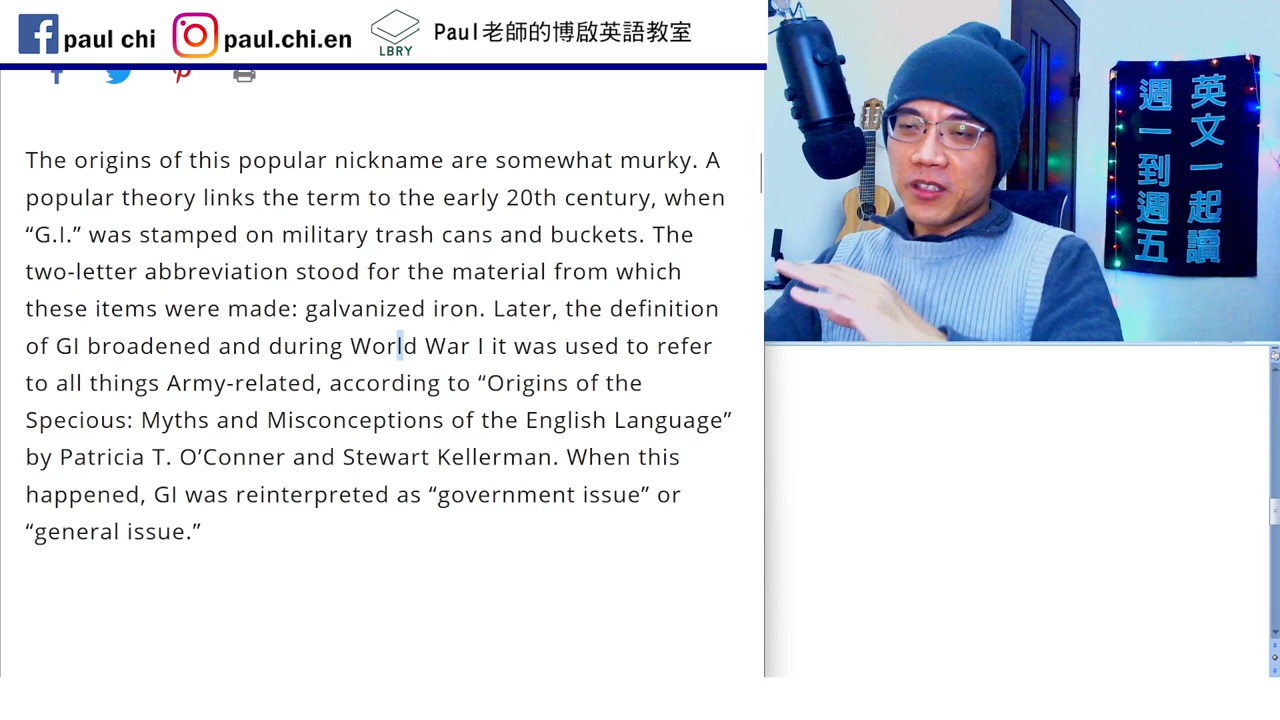 paul chi
paul.chi.en
LBRY
Paul老師的博啟英語教室
The origins of this popular nickname are somewhat murky. A
popular theory links the term to the early 20th century, when
“G.I.” was stamped on military trash cans and buckets. The
two-letter abbreviation stood for the material from which
these items were made: galvanized iron. Later, the definition
of GI broadened and during World War I it was used to refer
to all things Army-related, according to “Origins of the
Specious: Myths and Misconceptions of the English Language”
by Patricia T. O’Conner and Stewart Kellerman. When this
happened, GI was reinterpreted as “government issue” or
“general issue.”
英文一起讀
週一到週五